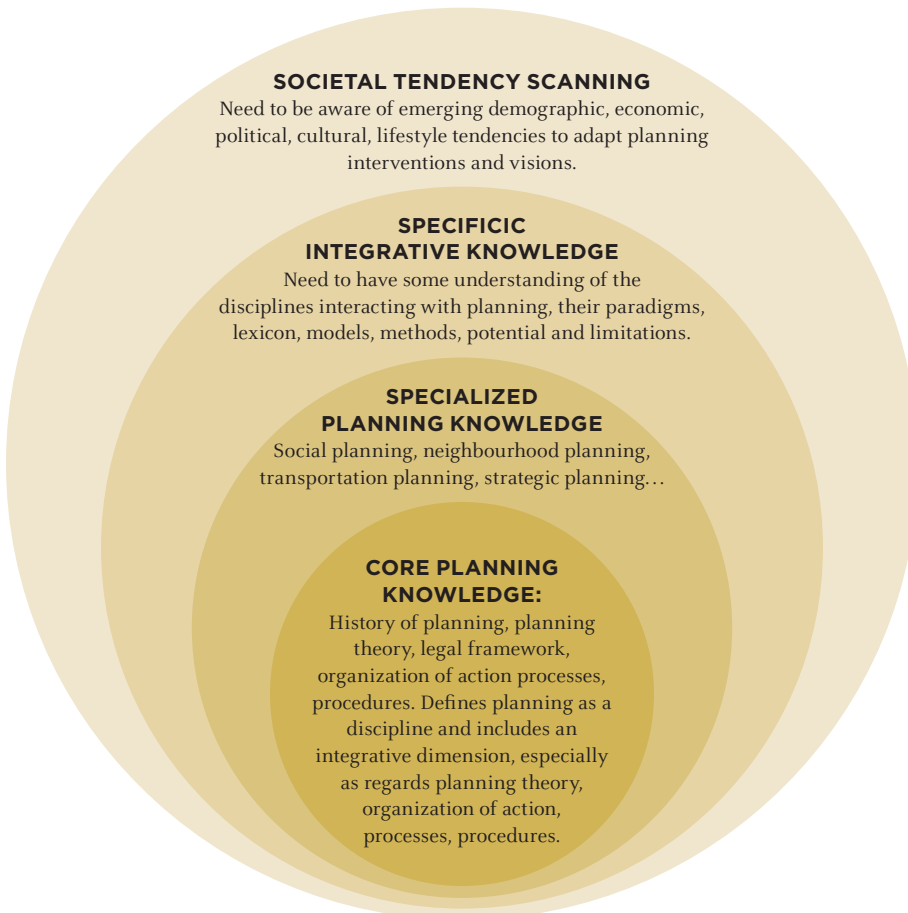 SOCIETAL TENDENCY SCANNING
Need to be aware of emerging demographic, economic,
political, cultural, lifestyle tendencies to adapt planning
interventions and visions.
SPECIFICIC
INTEGRATIVE KNOWLEDGE
Need to have some understanding of the
disciplines interacting with planning, their paradigms,
lexicon, models, methods, potential and limitations.
SPECIALIZED
PLANNING KNOWLEDGE
Social planning, neighbourhood planning,
transportation planning, strategic planning…
CORE PLANNING
KNOWLEDGE:
History of planning, planning
theory, legal framework,
organization of action processes,
procedures. Defines planning as a
discipline and includes an
integrative dimension, especially
as regards planning theory,
organization of action,
processes, procedures.